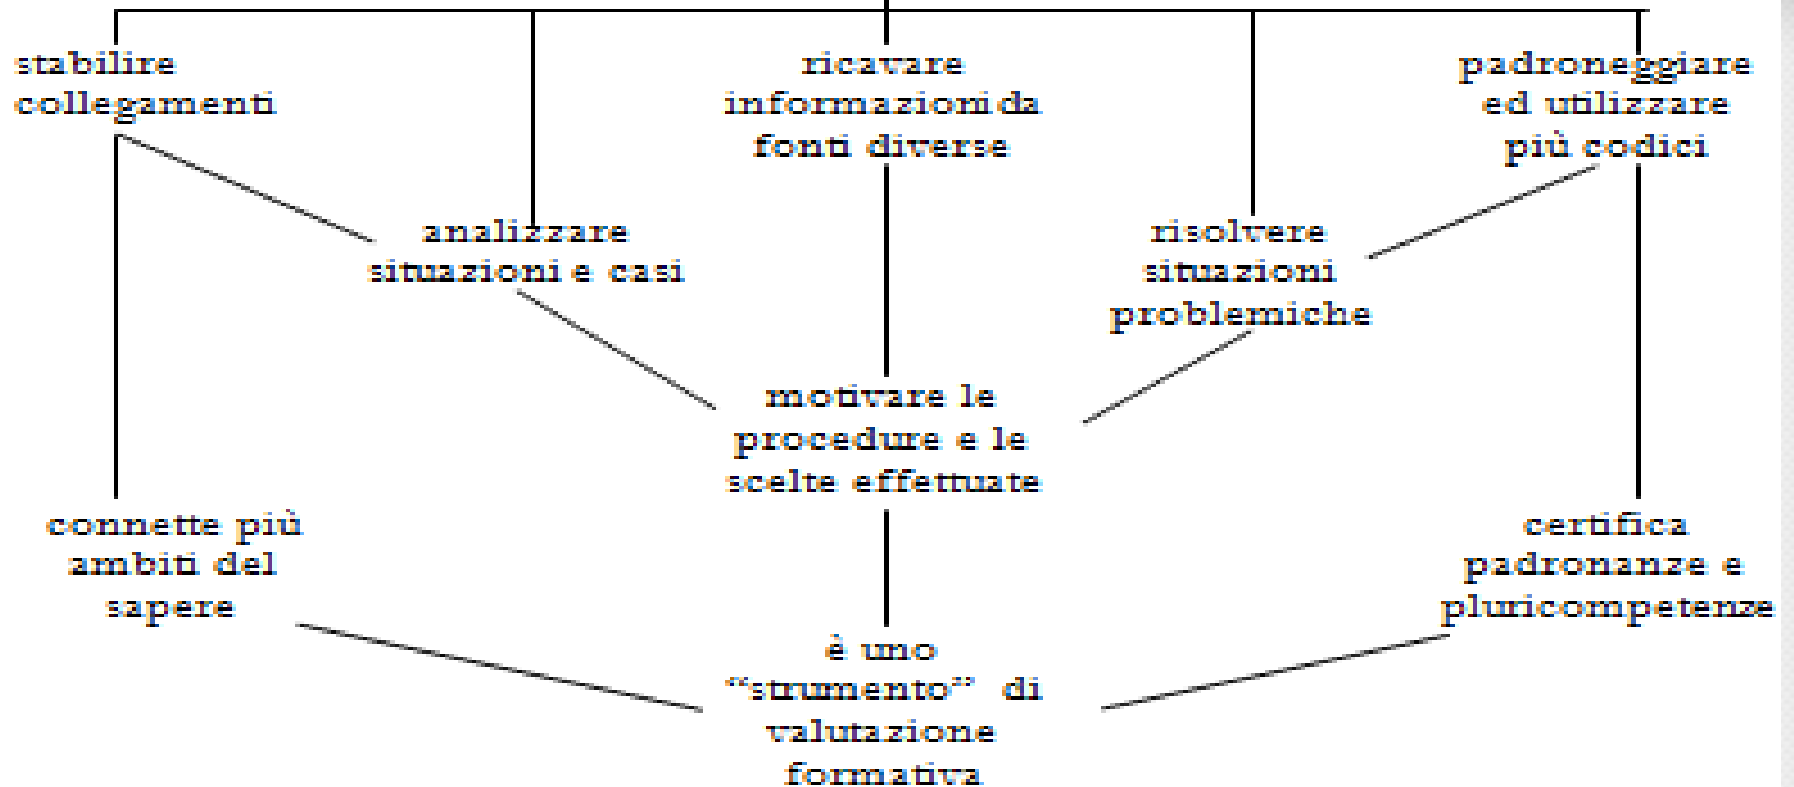 stabilire
collegamenti
ricavare
informazioni da
fonti diverse
padroneggiare
ed utilizzare
più codici
analizzare
situazioni e casi
risolvere
situazioni
problemiche
motivare le
procedure e le
scelte effettuate
connette più
ambiti del
sapere
certifica
padronanze e
pluricompetenze
è uno
“strumento” di
valutazione
formativa